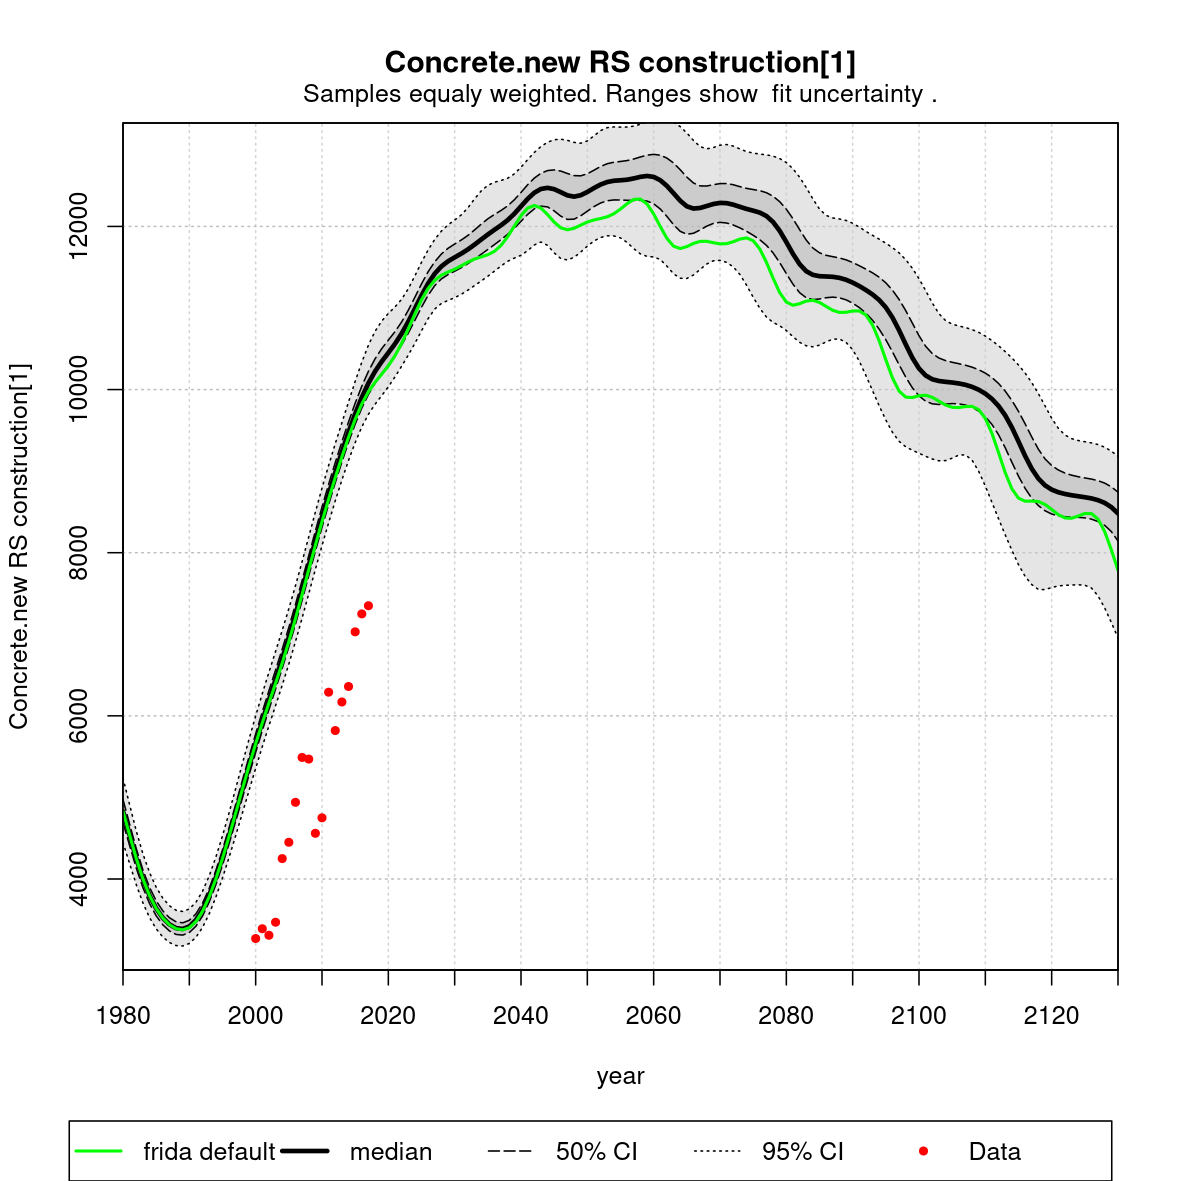 Concrete.new RS construction[1]
Samples equaly weighted. Ranges show  fit uncertainty .
Concrete.new RS construction[1]
12000
10000
8000
6000
4000
1980 2000 2020 2040 2060 2080 2100 2120
year
frida default median 50% CI 95% CI Data